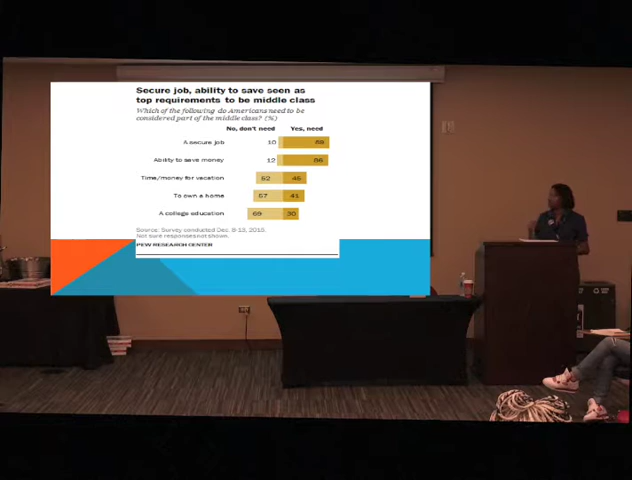 Secure job, ability to save seen as
top requirements to be middle class
Which of the following do Americans need to be
considered part of the middle class? (%)
No, don't need Yes, need
A secure job 10 89
Ability to save money 12 86
Time/money for vacation 52 45
To own a home 57 41
A college education 69 30
Source: Survey conducted Dec. 8-13, 2015.
Not sure responses not shown.
PEW RESEARCH CENTER